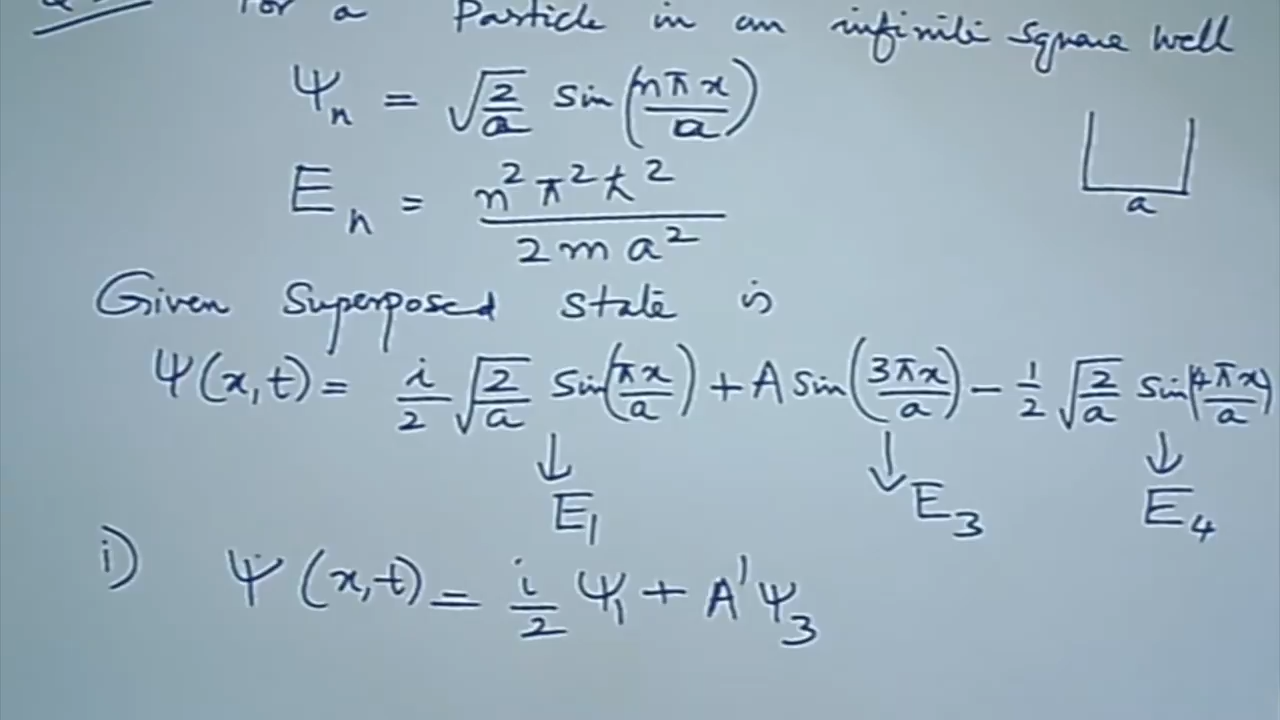 For a Particle in an infinite Square well
Ψn = √(2/a) Sin(nπx/a)
a
En = n²π²ħ² / 2ma²
Given Superposed state is
Ψ(x,t) = i/2 √(2/a) Sin(πx/a) + A Sin(3πx/a) − 1/2 √(2/a) Sin(4πx/a)
↓ ↓ ↓
E₁ E₃ E₄
i) Ψ(x,t) = i/2 Ψ₁ + A'Ψ₃